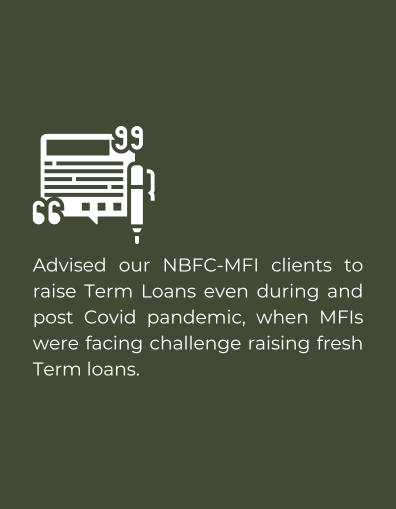 Advised our NBFC-MFI clients to
raise Term Loans even during and
post Covid pandemic, when MFIs
were facing challenge raising fresh
Term loans.